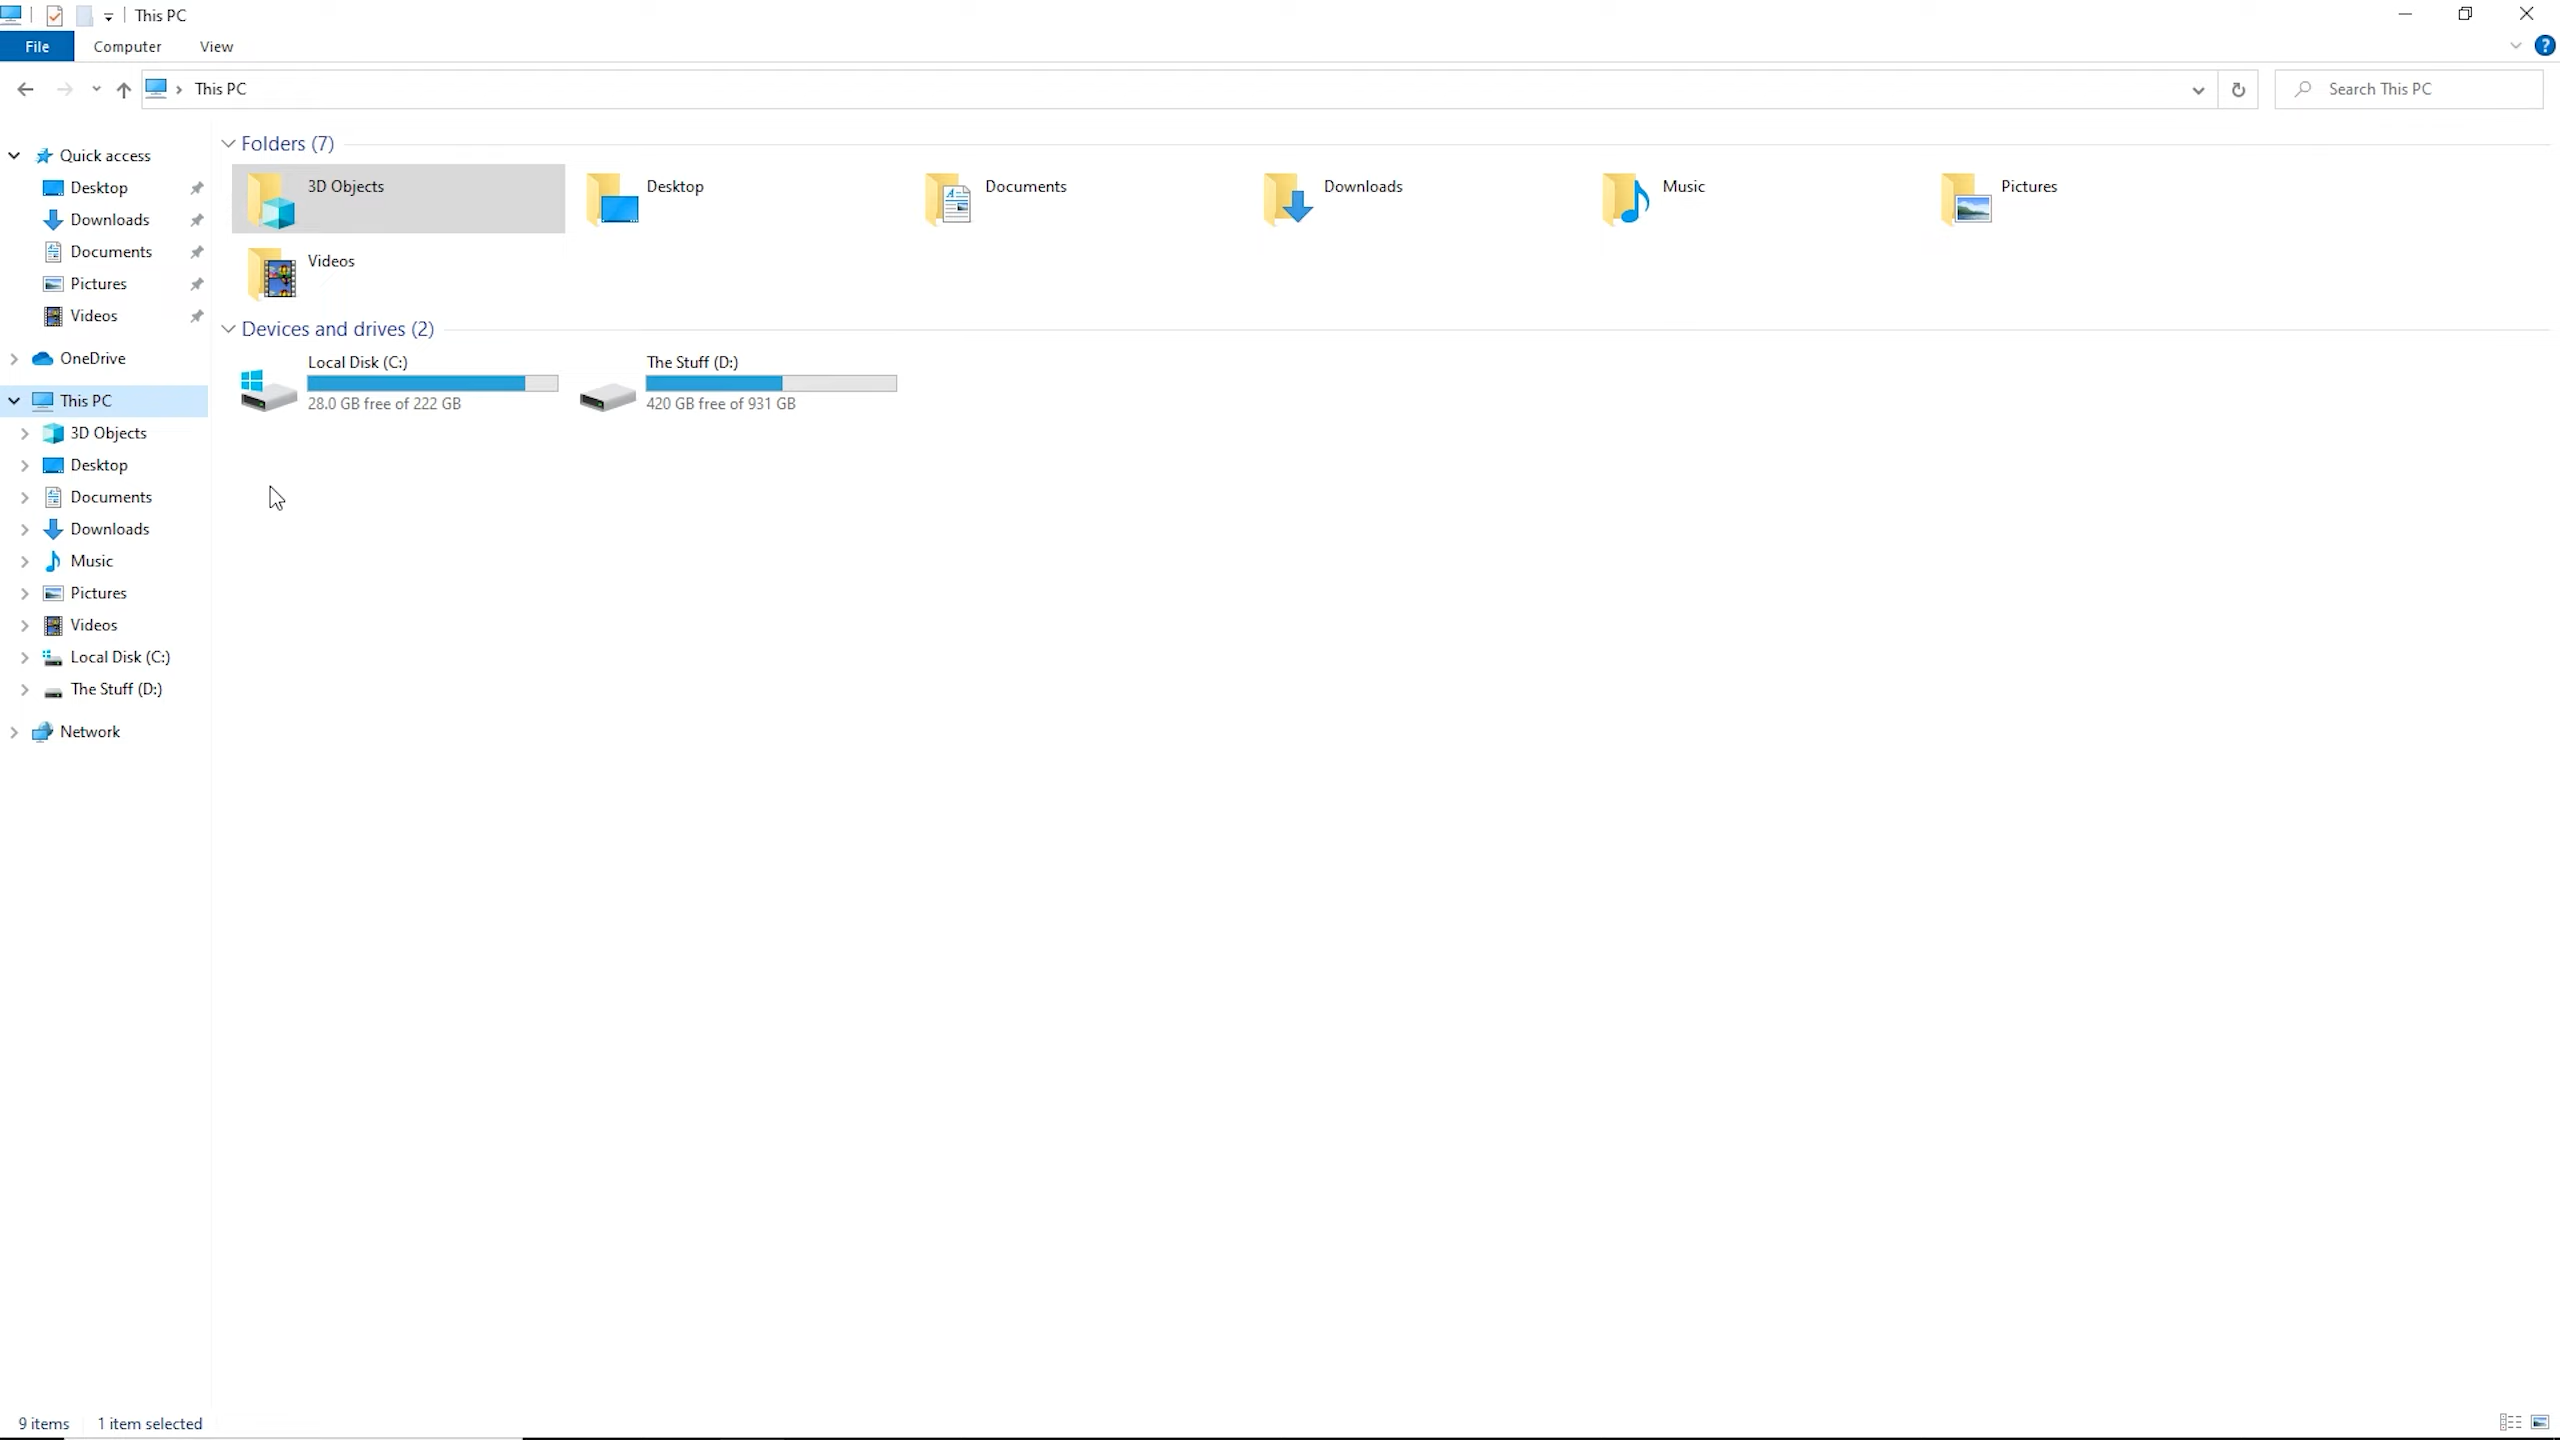 This PC
File Computer View
This PC
Search This PC
Quick access
Desktop
Downloads
Documents
Pictures
Videos
OneDrive
This PC
3D Objects
Desktop
Documents
Downloads
Music
Pictures
Videos
Local Disk (C:)
The Stuff (D:)
Network
Folders (7)
3D Objects
Desktop
Documents
Downloads
Music
Pictures
Videos
Devices and drives (2)
Local Disk (C:)
28.0 GB free of 222 GB
The Stuff (D:)
420 GB free of 931 GB
9 items 1 item selected